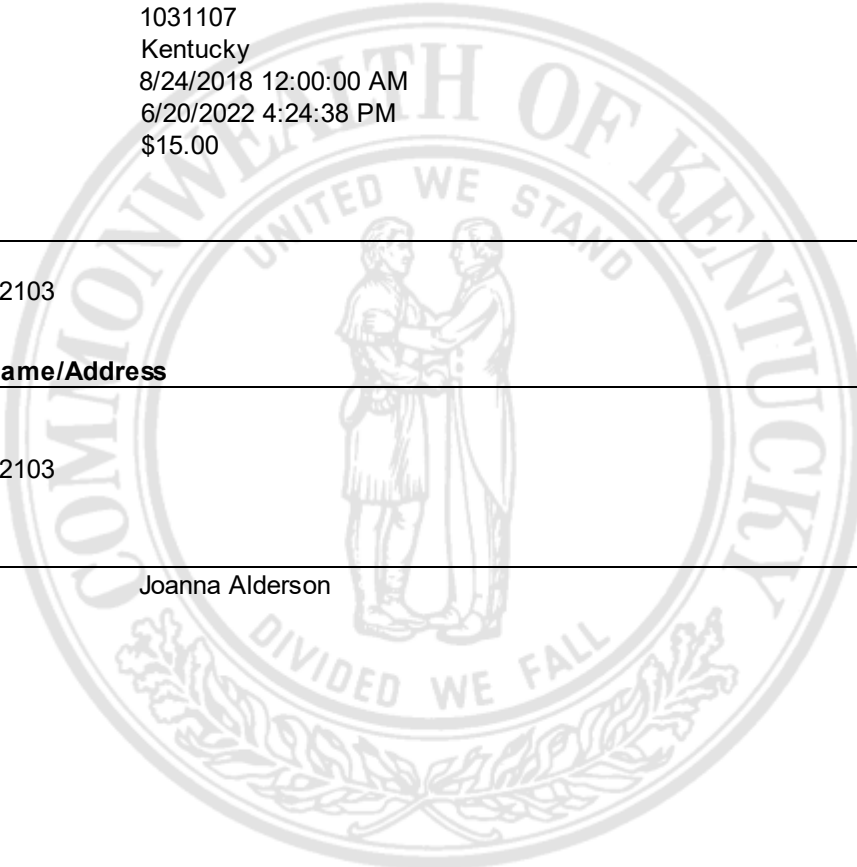 1031107
Kentucky
8/24/2018 12:00:00 AM
6/20/2022 4:24:38 PM
$15.00
2103
ame/Address
2103
Joanna Alderson
COMMONWEALTH OF KENTUCKY
UNITED WE STAND
DIVIDED WE FALL